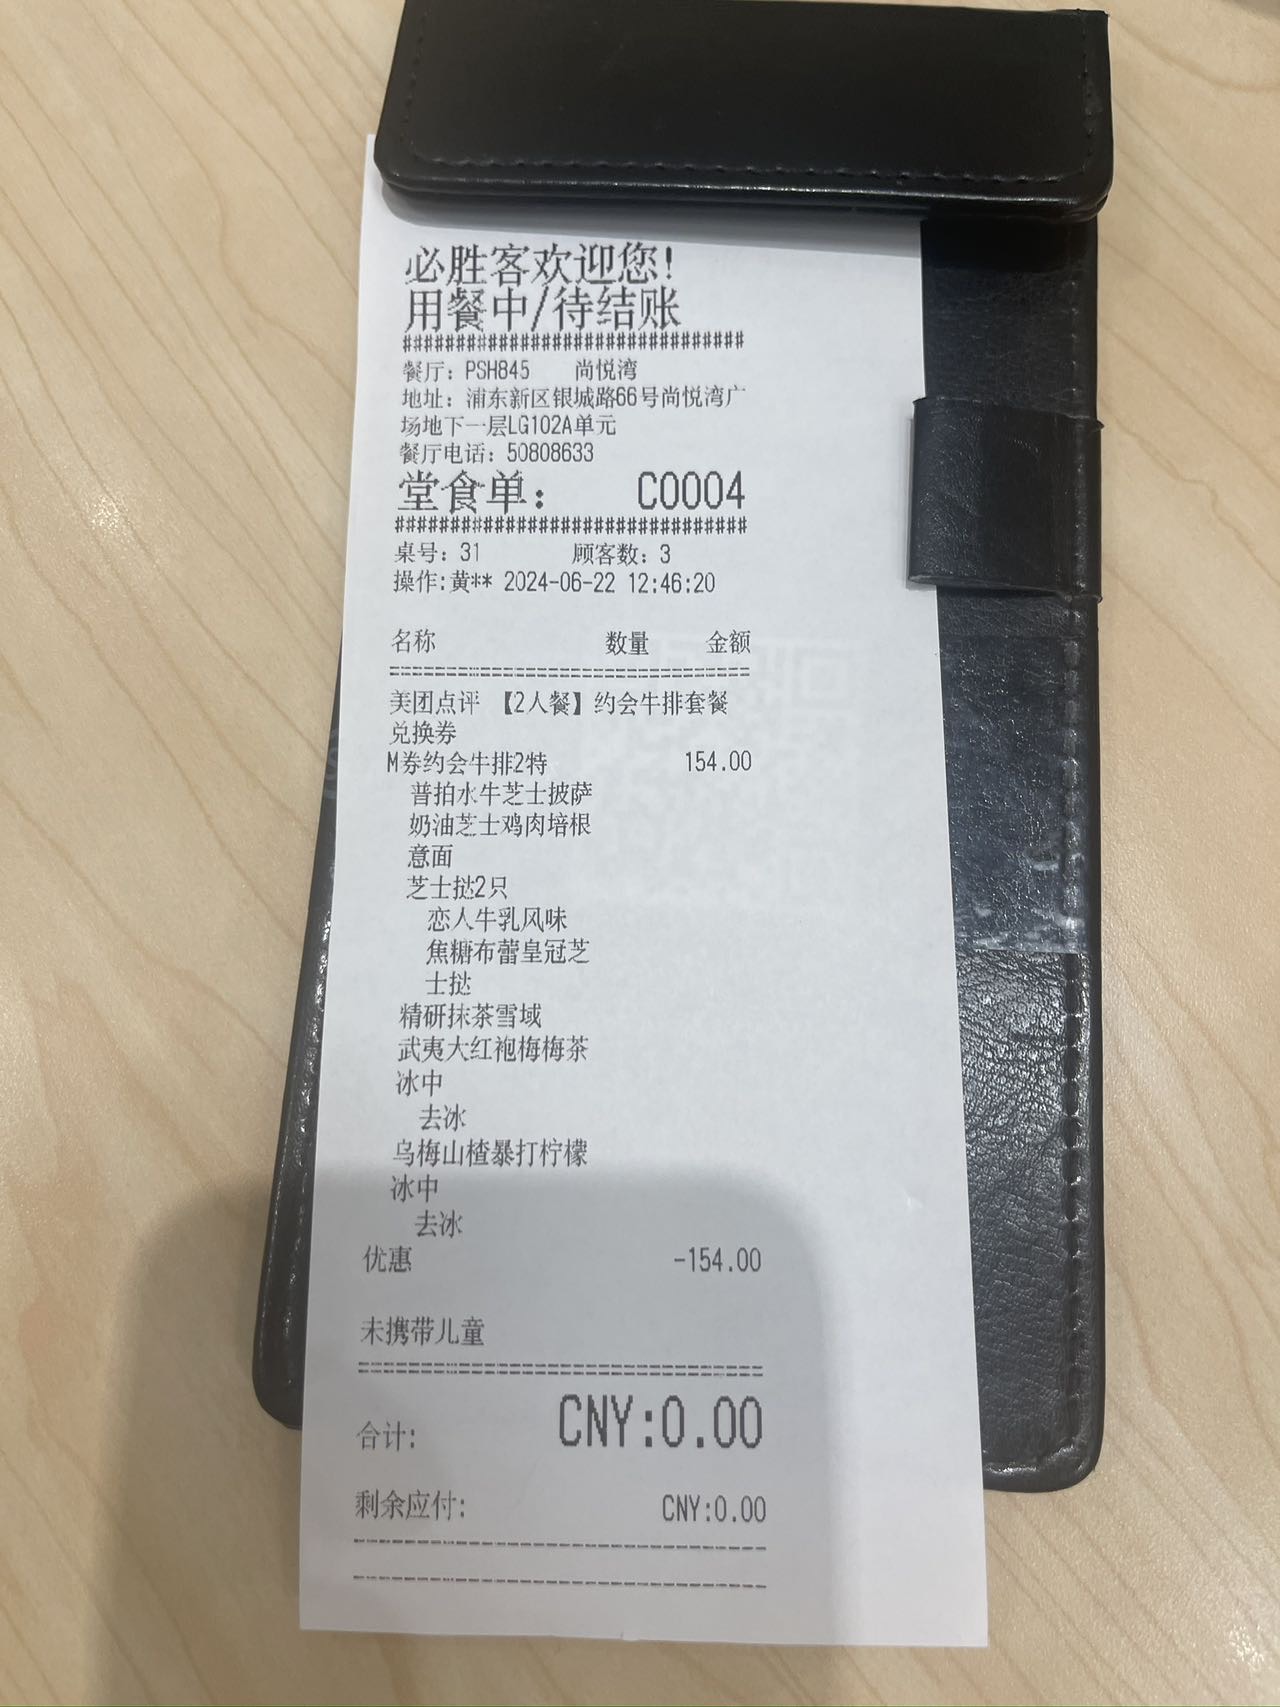 必胜客欢迎您!
用餐中/待结账
################################
餐厅: PSH845 尚悦湾
地址: 浦东新区银城路66号尚悦湾广
场地下一层LG102A单元
餐厅电话: 50808633
堂食单: C0004
################################
桌号: 31 顾客数: 3
操作:黄** 2024-06-22 12:46:20
名称 数量 金额
================================
美团点评 【2人餐】约会牛排套餐
兑换券
M券约会牛排2特 154.00
普拍水牛芝士披萨
奶油芝士鸡肉培根
意面
芝士挞2只
恋人牛乳风味
焦糖布蕾皇冠芝
士挞
精研抹茶雪域
武夷大红袍梅梅茶
冰中
去冰
乌梅山楂暴打柠檬
冰中
去冰
优惠 -154.00
未携带儿童
================================
合计: CNY:0.00
剩余应付: CNY:0.00
--------------------------------
--------------------------------